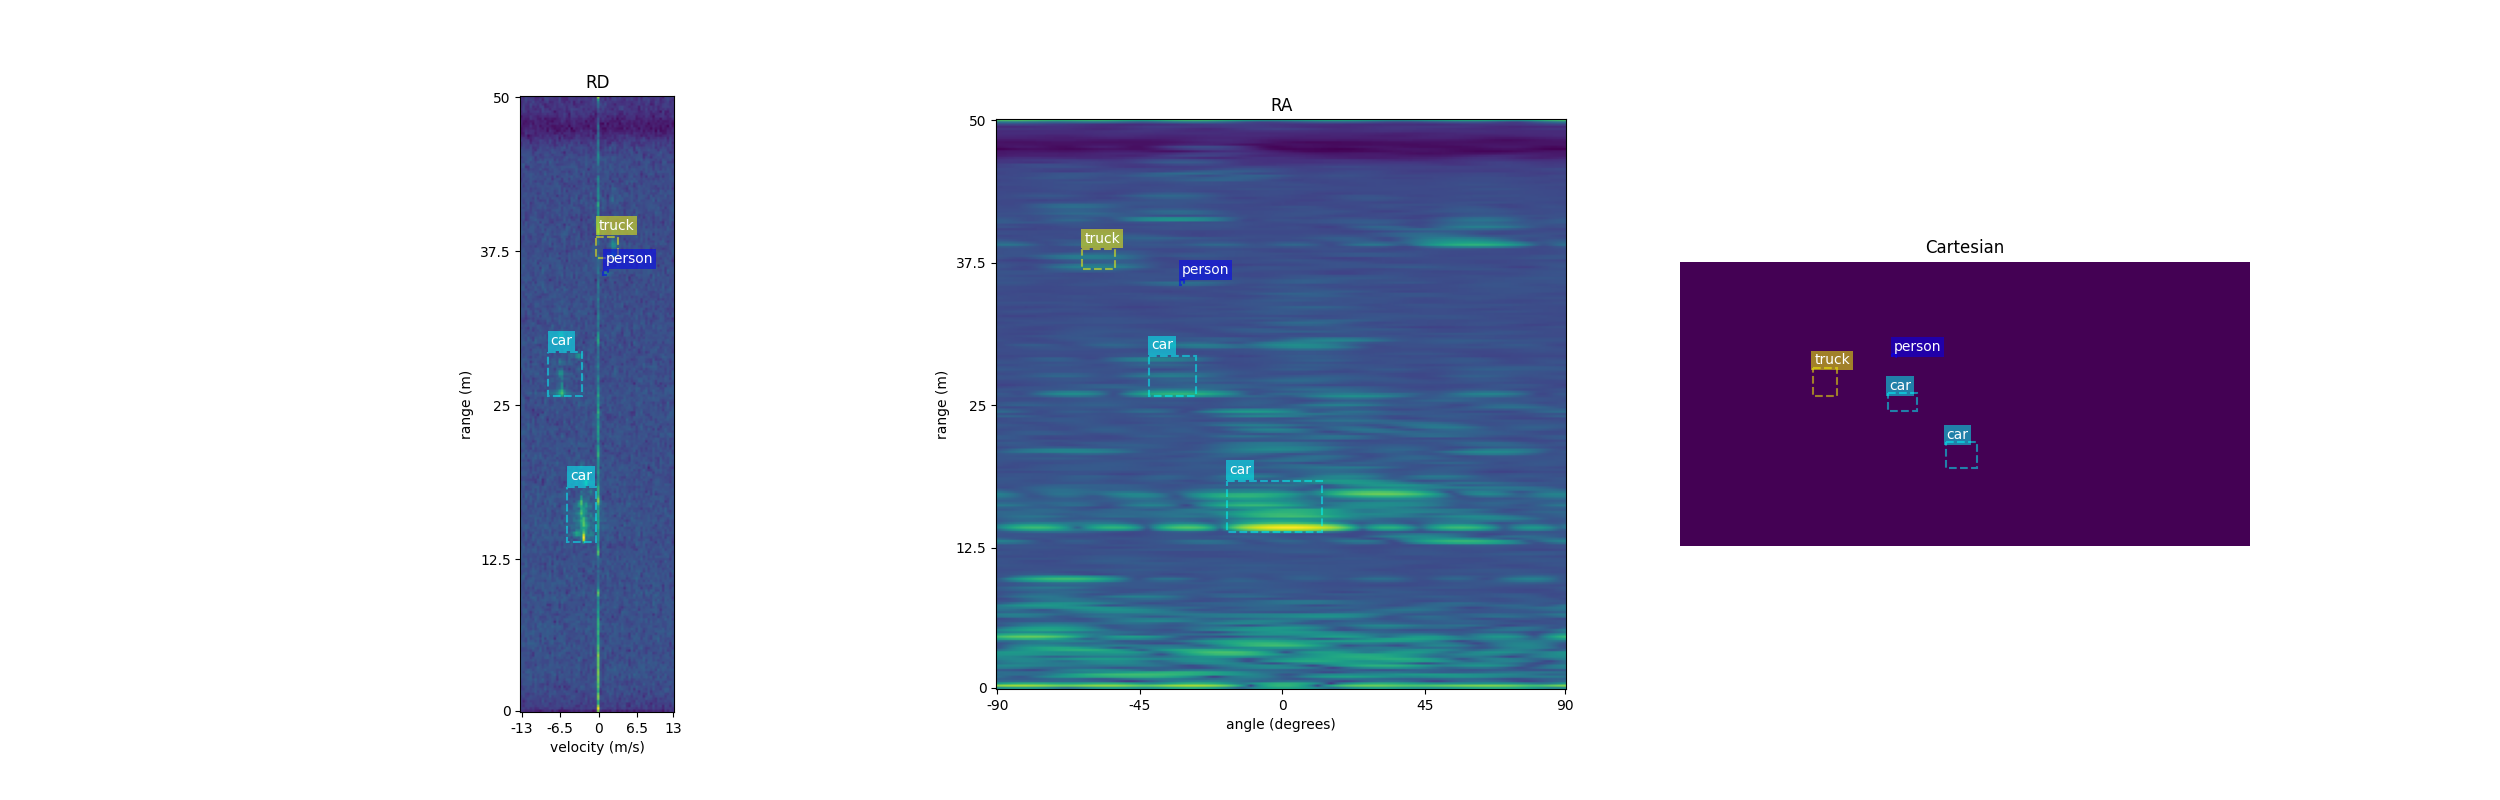 RD
50
37.5
25
12.5
0
range (m)
truck
person
car
car
-13 -6.5 0 6.5 13
velocity (m/s)
RA
50
37.5
25
12.5
0
range (m)
truck
person
car
car
-90 -45 0 45 90
angle (degrees)
Cartesian
person
truck
car
car